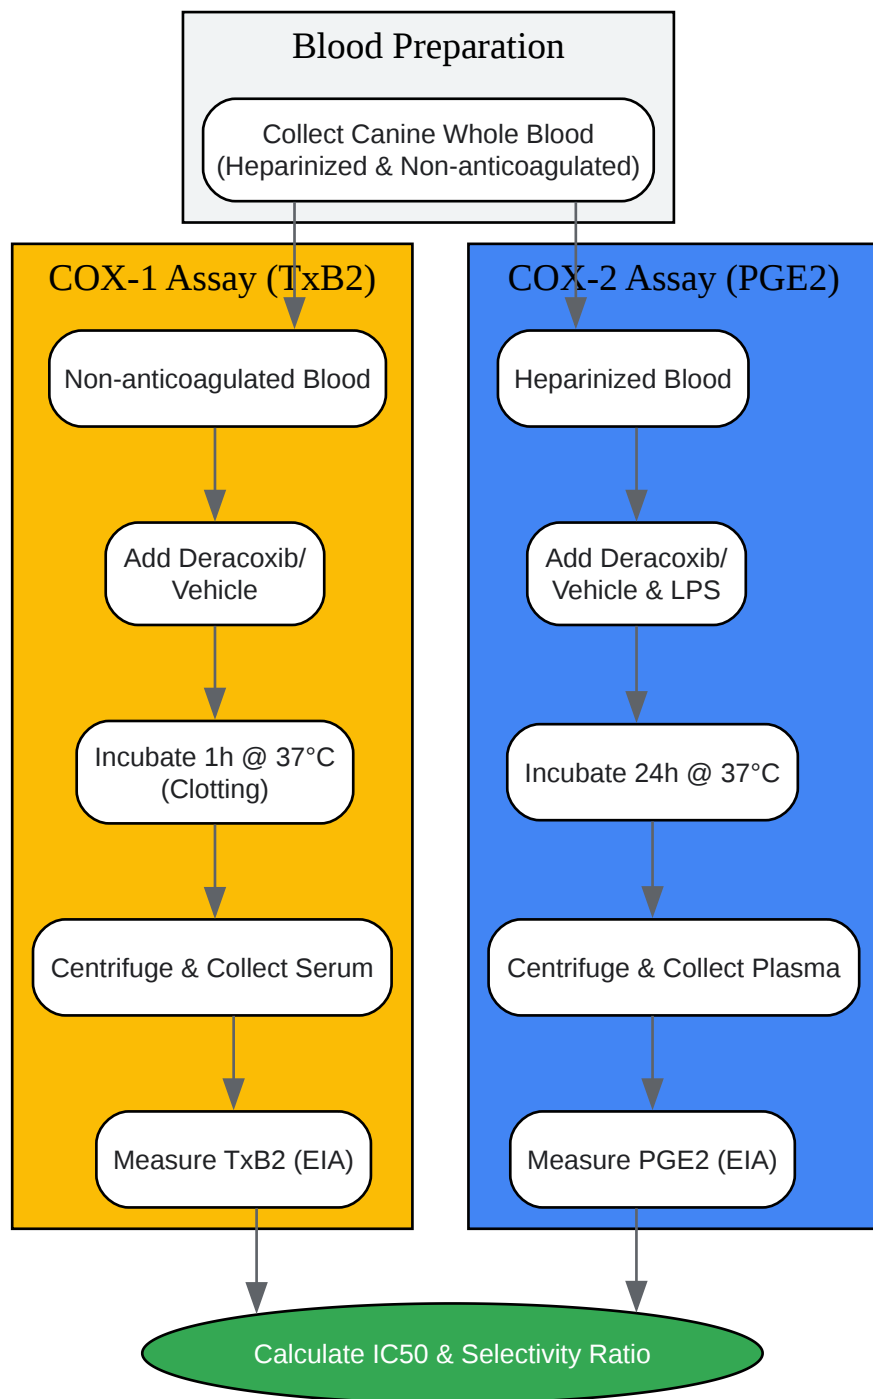 Blood Preparation
Collect Canine Whole Blood
(Heparinized & Non-anticoagulated)
COX-1 Assay (TxB2)
Non-anticoagulated Blood
Add Deracoxib/
Vehicle
Incubate 1h @ 37°C
(Clotting)
Centrifuge & Collect Serum
Measure TxB2 (EIA)
COX-2 Assay (PGE2)
Heparinized Blood
Add Deracoxib/
Vehicle & LPS
Incubate 24h @ 37°C
Centrifuge & Collect Plasma
Measure PGE2 (EIA)
Calculate IC50 & Selectivity Ratio